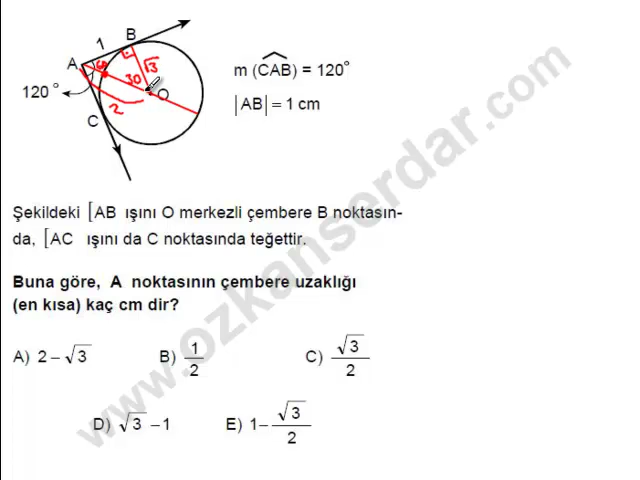 1
B
A
60
30
√3
O
120°
2
C
m (CAB) = 120°
|AB| = 1 cm
Şekildeki [AB ışını O merkezli çembere B noktasın-
da, [AC ışını da C noktasında teğettir.
Buna göre, A noktasının çembere uzaklığı
(en kısa) kaç cm dir?
A) 2 – √3 B) 1/2 C) √3/2
D) √3 – 1 E) 1 – √3/2
www.ozkanserdar.com